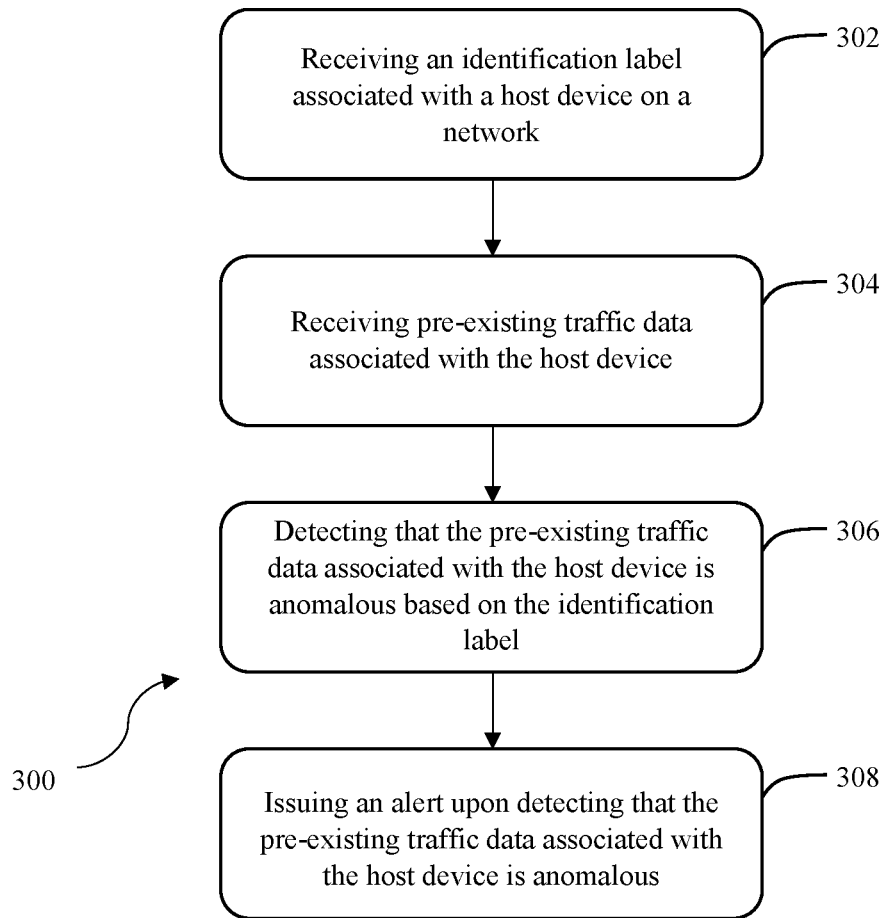 Receiving an identification label
associated with a host device on a
network
302
Receiving pre-existing traffic data
associated with the host device
304
Detecting that the pre-existing traffic
data associated with the host device is
anomalous based on the identification
label
306
300
Issuing an alert upon detecting that the
pre-existing traffic data associated with
the host device is anomalous
308